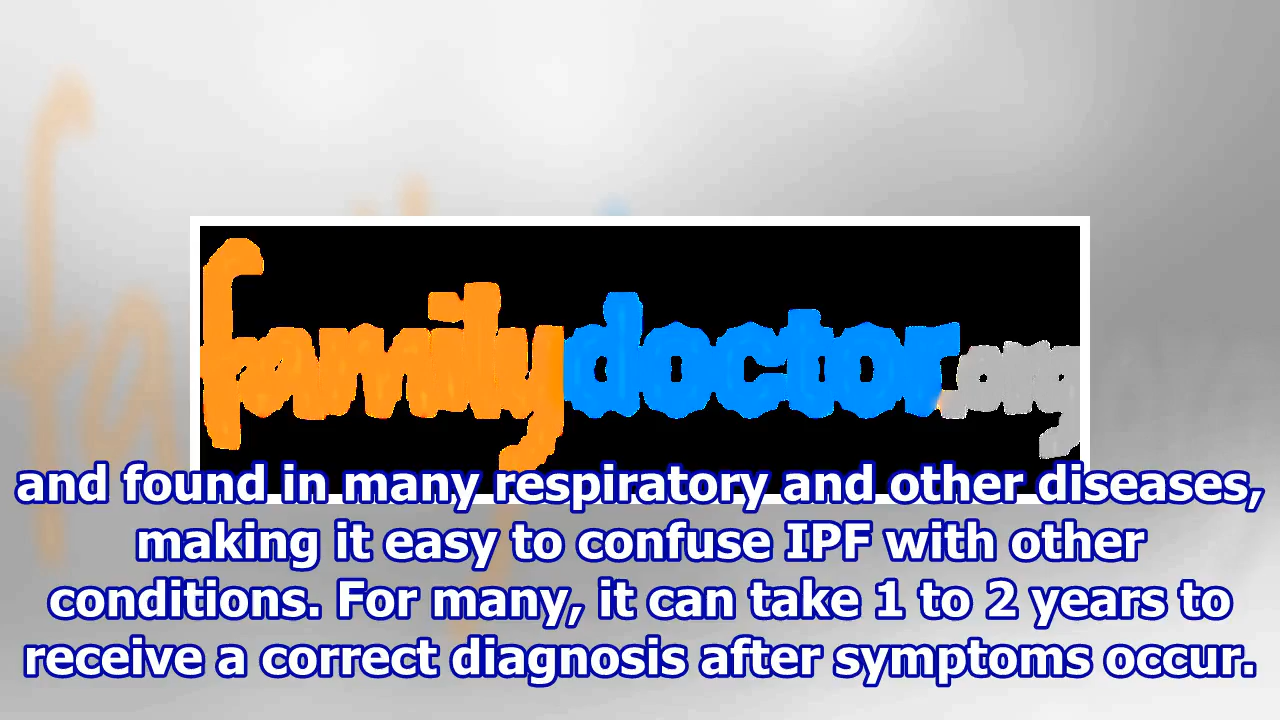 familydoctor.org
and found in many respiratory and other diseases,
making it easy to confuse IPF with other
conditions. For many, it can take 1 to 2 years to
receive a correct diagnosis after symptoms occur.